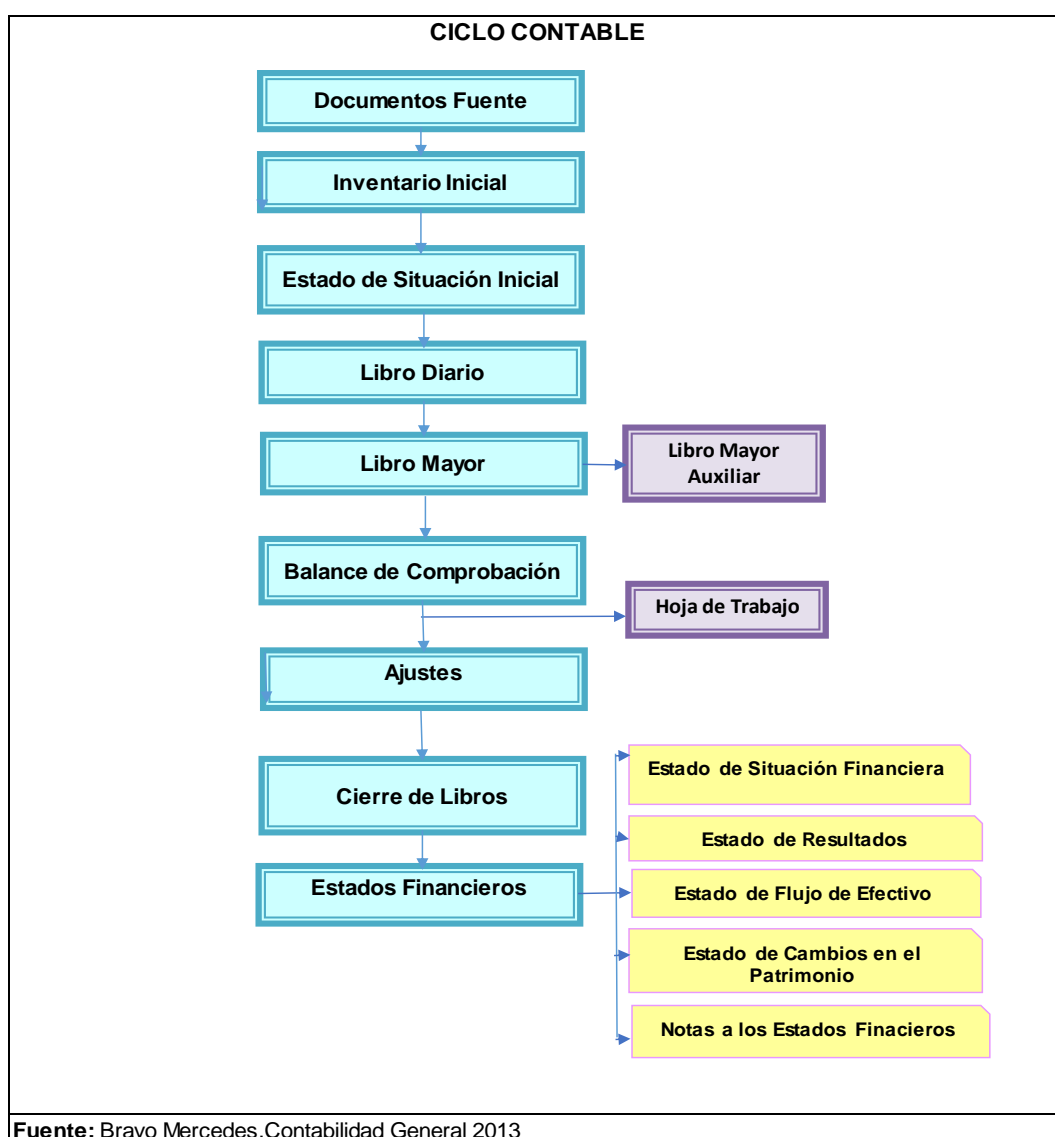 CICLO CONTABLE
Documentos Fuente
Inventario Inicial
Estado de Situación Inicial
Libro Diario
Libro Mayor
Libro Mayor
Auxiliar
Balance de Comprobación
Hoja de Trabajo
Ajustes
Cierre de Libros
Estados Financieros
Estado de Situación Financiera
Estado de Resultados
Estado de Flujo de Efectivo
Estado de Cambios en el
Patrimonio
Notas a los Estados Finacieros
Fuente: Bravo Mercedes.Contabilidad General 2013